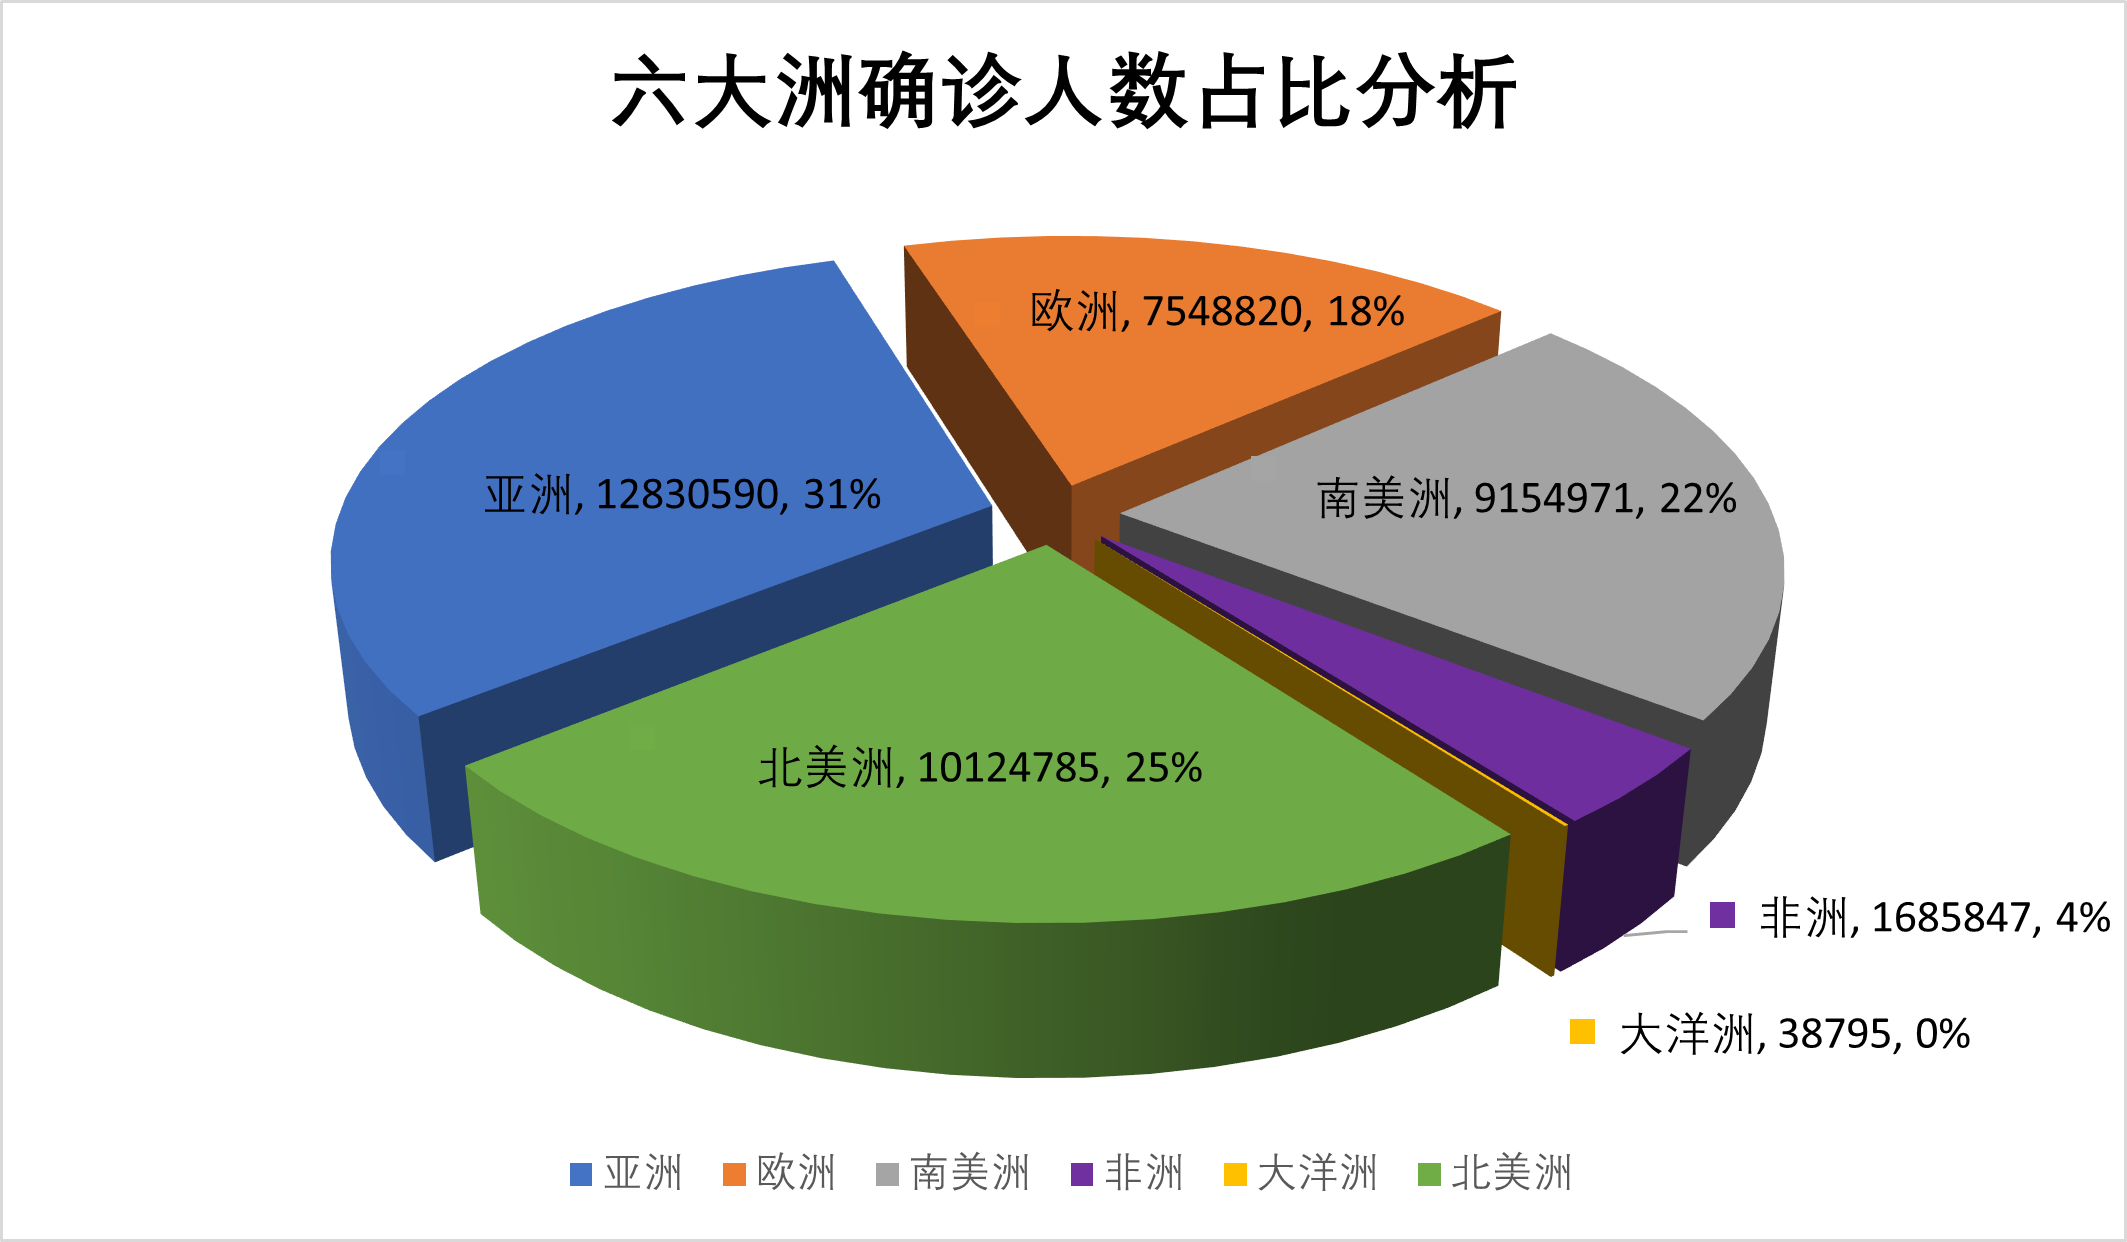 六大洲确诊人数占比分析
欧洲, 7548820, 18%
亚洲, 12830590, 31%
南美洲, 9154971, 22%
北美洲, 10124785, 25%
非洲, 1685847, 4%
大洋洲, 38795, 0%
亚洲 欧洲 南美洲 非洲 大洋洲 北美洲